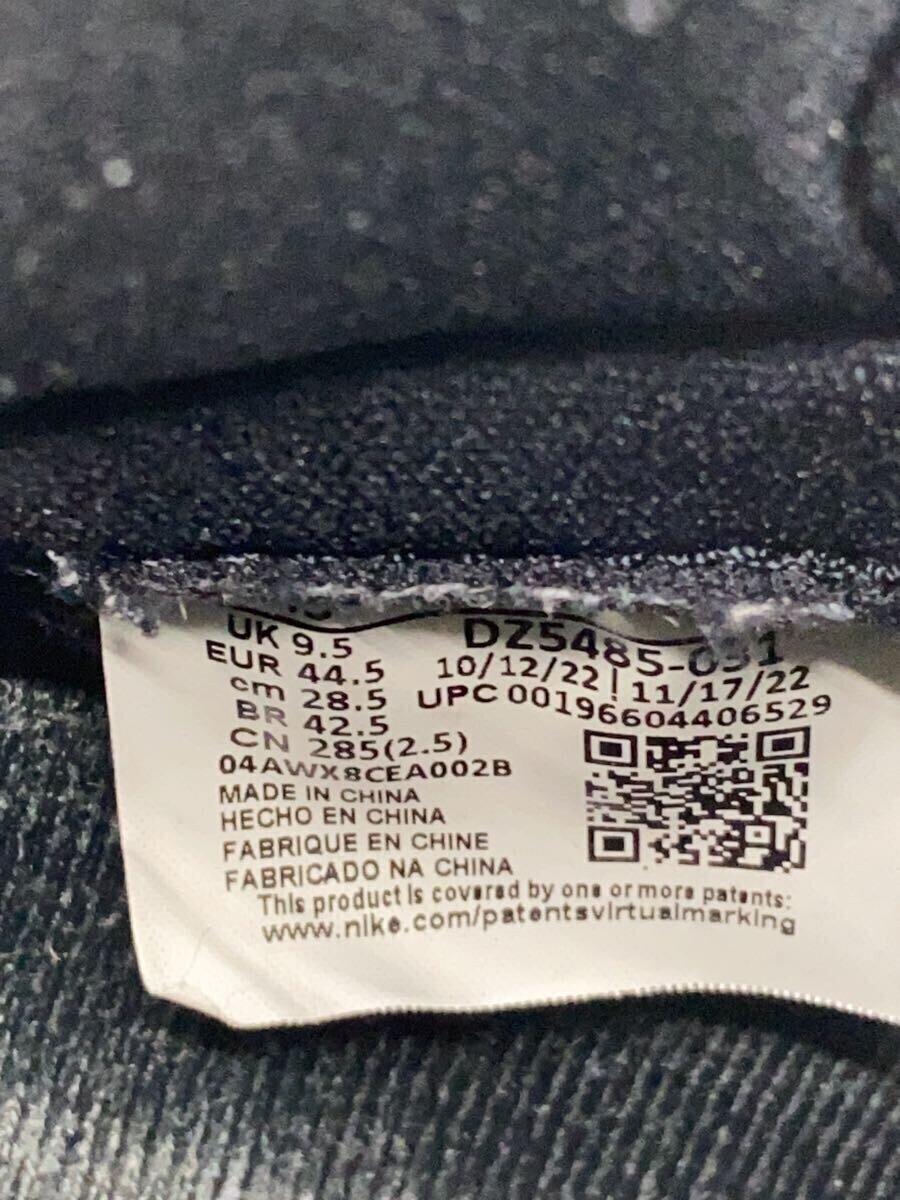 UK 9.5
EUR 44.5
cm 28.5
BR 42.5
CN 285(2.5)
DZ5485-031
10/12/22 | 11/17/22
UPC 00196604406529
04AWX8CEA002B
MADE IN CHINA
HECHO EN CHINA
FABRIQUE EN CHINE
FABRICADO NA CHINA
This product is covered by one or more patents:
www.nike.com/patentsvirtualmarking